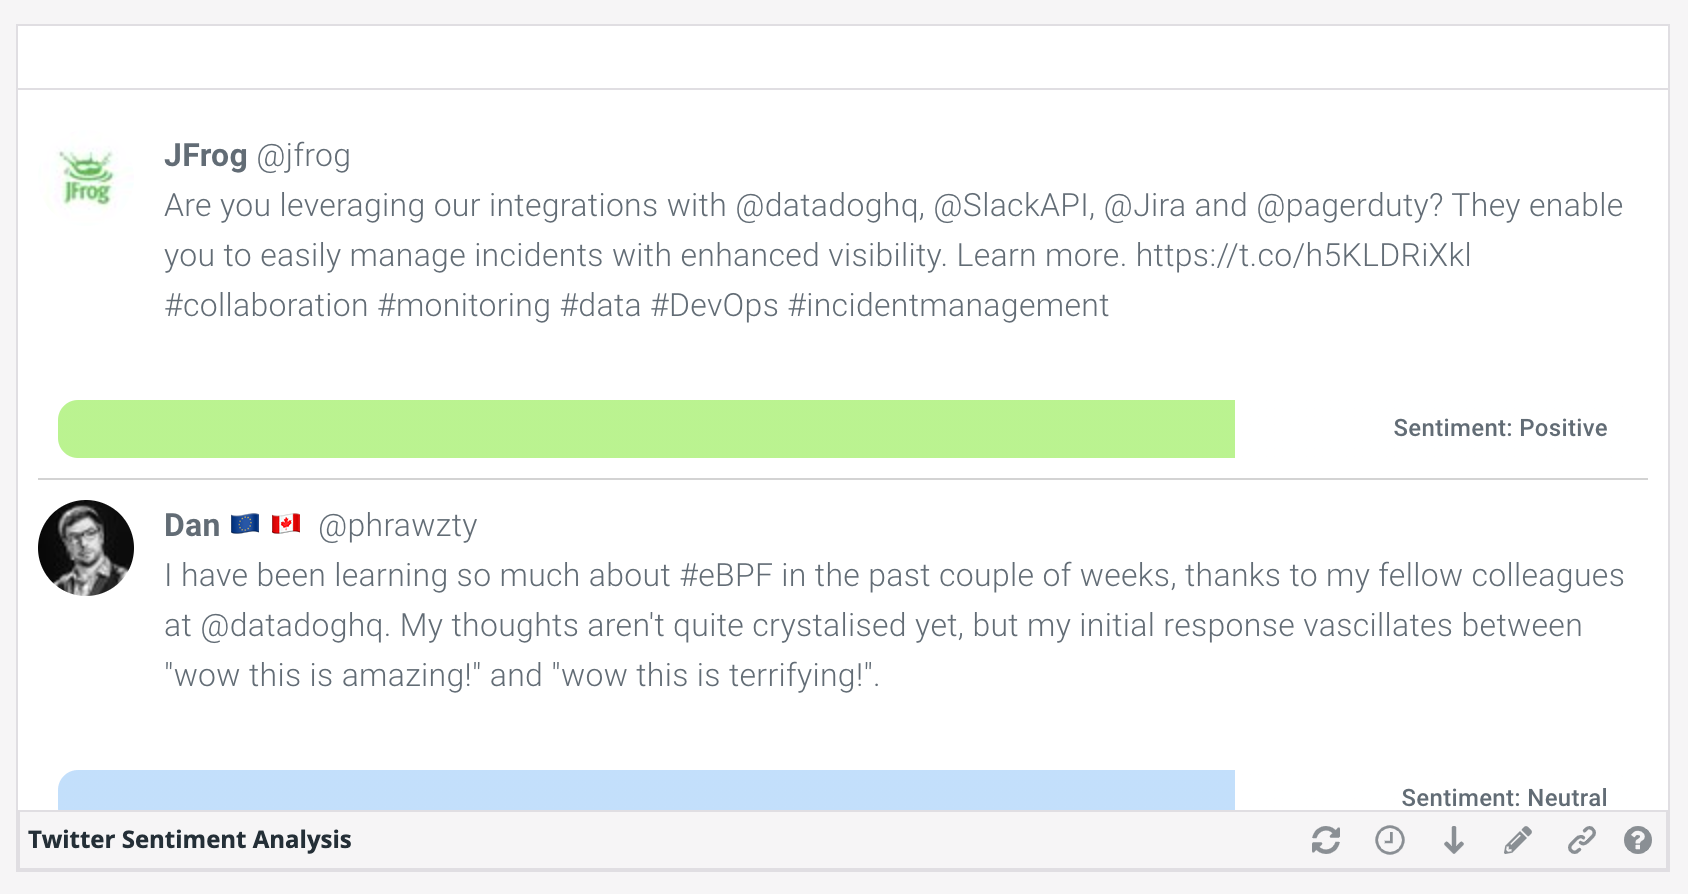 JFrog
JFrog @jfrog
Are you leveraging our integrations with @datadoghq, @SlackAPI, @Jira and @pagerduty? They enable
you to easily manage incidents with enhanced visibility. Learn more. https://t.co/h5KLDRiXkl
#collaboration #monitoring #data #DevOps #incidentmanagement
Sentiment: Positive
Dan 🇪🇺 🇨🇦 @phrawzty
I have been learning so much about #eBPF in the past couple of weeks, thanks to my fellow colleagues
at @datadoghq. My thoughts aren't quite crystalised yet, but my initial response vascillates between
"wow this is amazing!" and "wow this is terrifying!".
Sentiment: Neutral
Twitter Sentiment Analysis